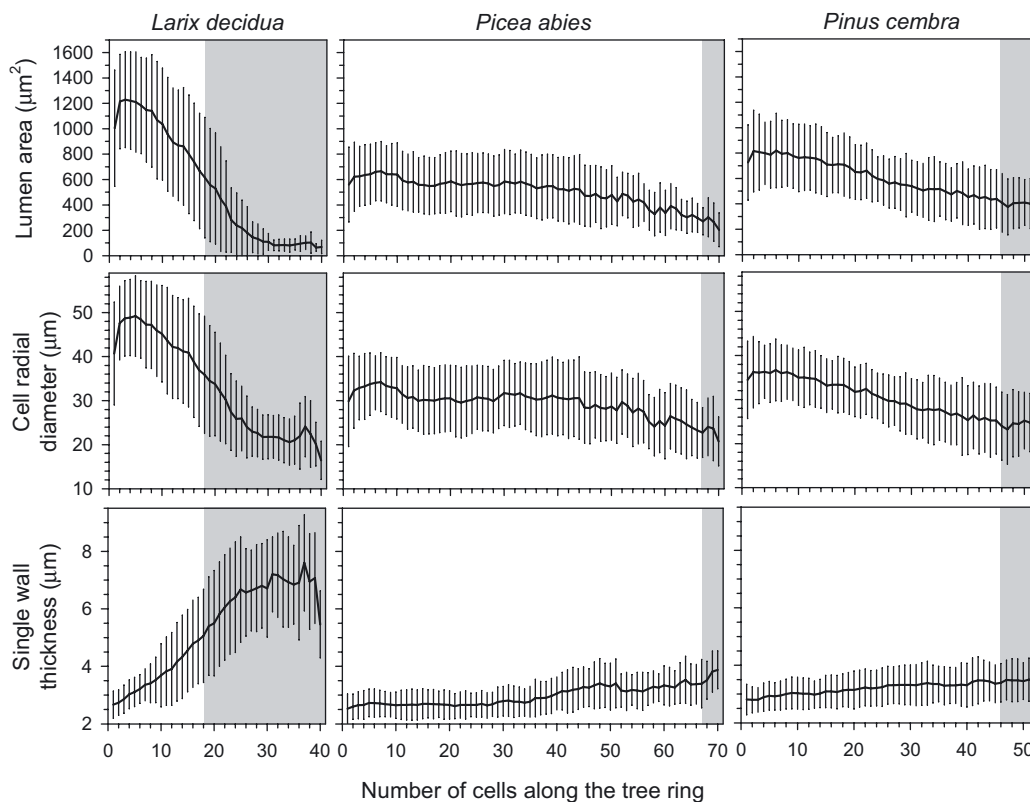 Larix decidua Picea abies Pinus cembra
Lumen area (μm²)
1600
1400
1200
1000
800
600
400
200
0
Cell radial
diameter (μm)
50
40
30
20
10
Single wall
thickness (μm)
8
6
4
2
0 10 20 30 40 0 10 20 30 40 50 60 70 0 10 20 30 40 50
Number of cells along the tree ring